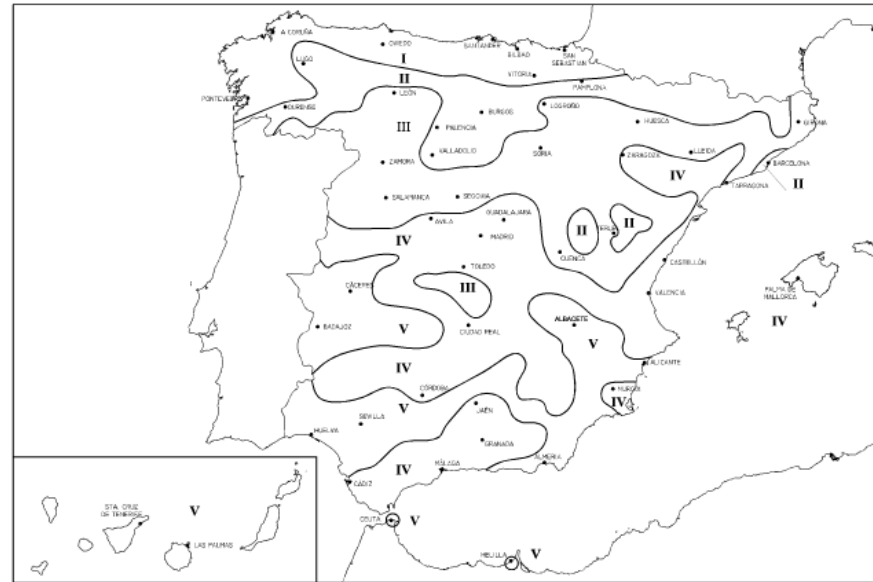 A CORUÑA
OVIEDO
SANTANDER
BILBAO
SAN
SEBASTIAN
I
LUGO
VITORIA
II
PAMPLONA
LEÓN
PONTEVEDRA
OURENSE
LOGROÑO
BURGOS
HUESCA
GIRONA
III
PALENCIA
VALLADOLID
SORIA
ZARAGOZA
LLEIDA
ZAMORA
BARCELONA
IV
TARRAGONA
II
SALAMANCA
SEGOVIA
AVILA
GUADALAJARA
II
II
TERUEL
IV
MADRID
CUENCA
CASTELLÓN
TOLEDO
CÁCERES
III
VALENCIA
PALMA DE
MALLORCA
IV
ALBACETE
BADAJOZ
V
CIUDAD REAL
V
IV
ALICANTE
CÓRDOBA
MURCIA
IV
V
JAÉN
SEVILLA
HUELVA
GRANADA
IV
MÁLAGA
ALMERIA
CADIZ
CEUTA
V
MELILLA
V
STA. CRUZ
DE TENERIFE
V
LAS PALMAS